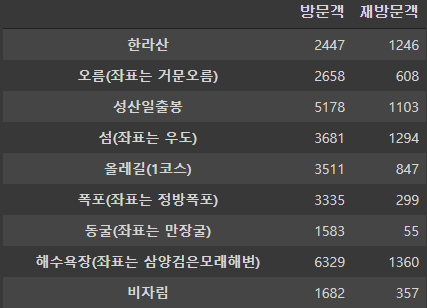 방문객 재방문객
한라산 2447 1246
오름(좌표는 거문오름) 2658 608
성산일출봉 5178 1103
섬(좌표는 우도) 3681 1294
올레길(1코스) 3511 847
폭포(좌표는 정방폭포) 3335 299
동굴(좌표는 만장굴) 1583 55
해수욕장(좌표는 삼양검은모래해변) 6329 1360
비자림 1682 357